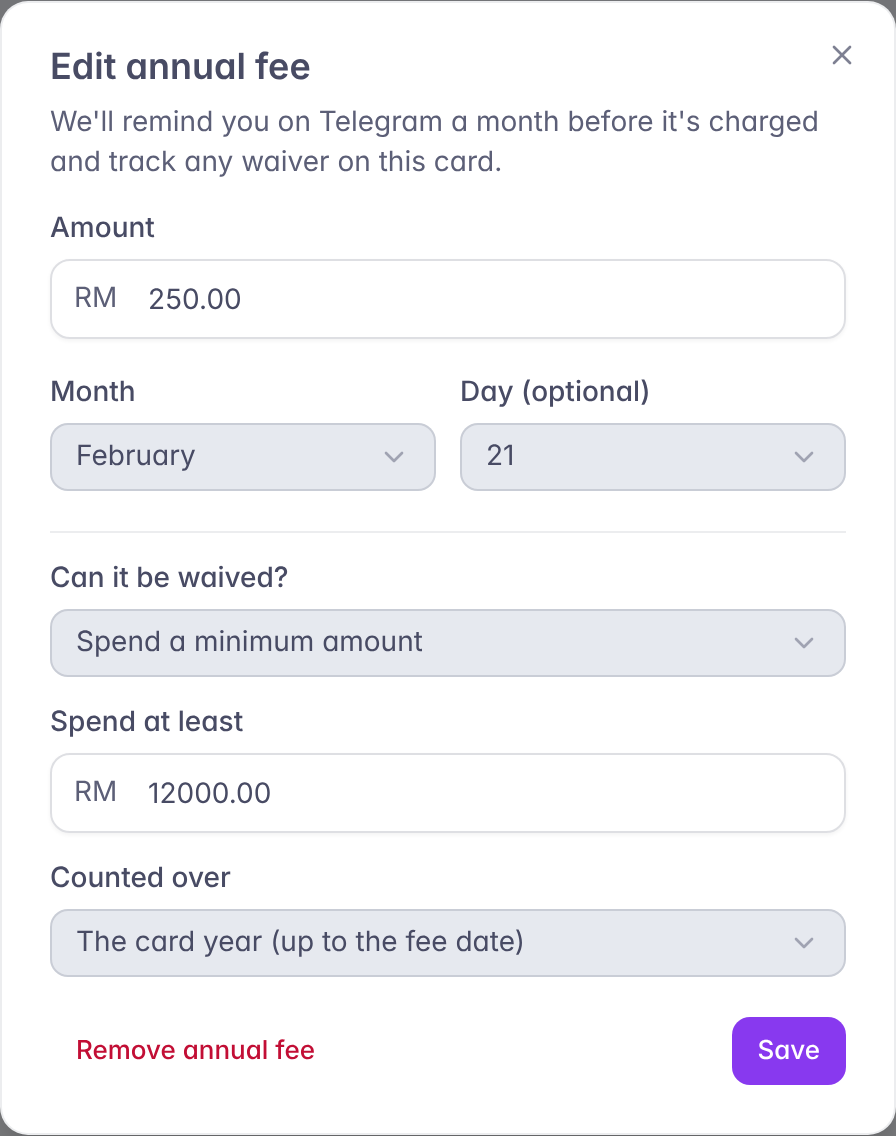 Edit annual fee
We'll remind you on Telegram a month before it's charged
and track any waiver on this card.
Amount
RM 250.00
Month Day (optional)
February 21
Can it be waived?
Spend a minimum amount
Spend at least
RM 12000.00
Counted over
The card year (up to the fee date)
Remove annual fee Save